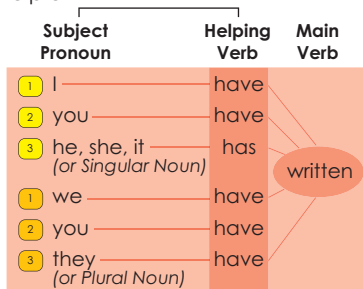 Subject Helping Main
Pronoun Verb Verb
1 I have
2 you have
3 he, she, it has
(or Singular Noun)
written
1 we have
2 you have
3 they have
(or Plural Noun)